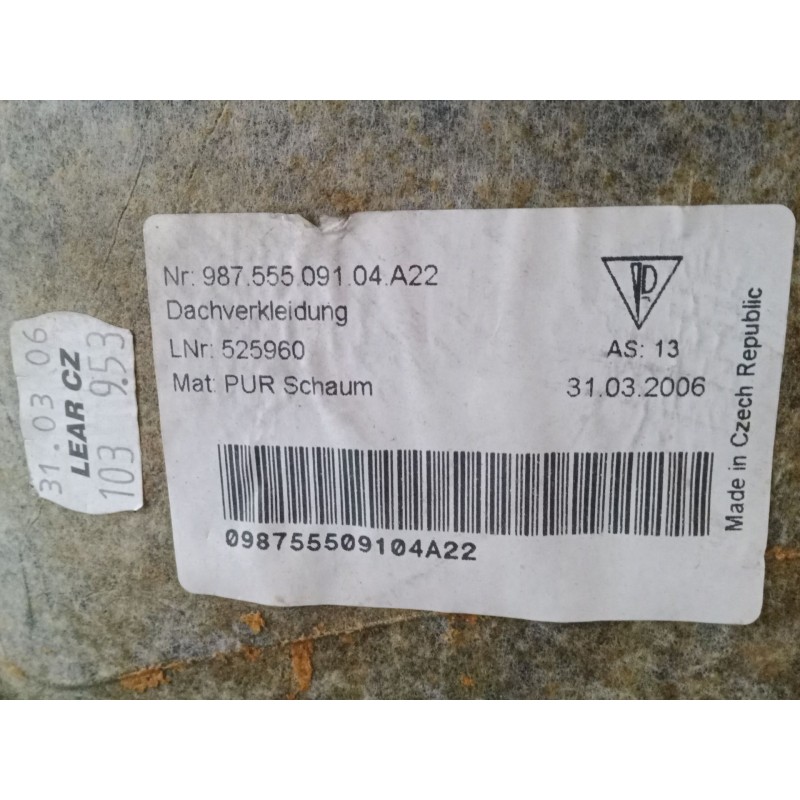 31.03 06
LEAR CZ
103 953
Nr: 987.555.091.04.A22
Dachverkleidung
LNr: 525960
Mat: PUR Schaum
D
AS: 13
31.03.2006
098755509104A22
Made in Czech Republic